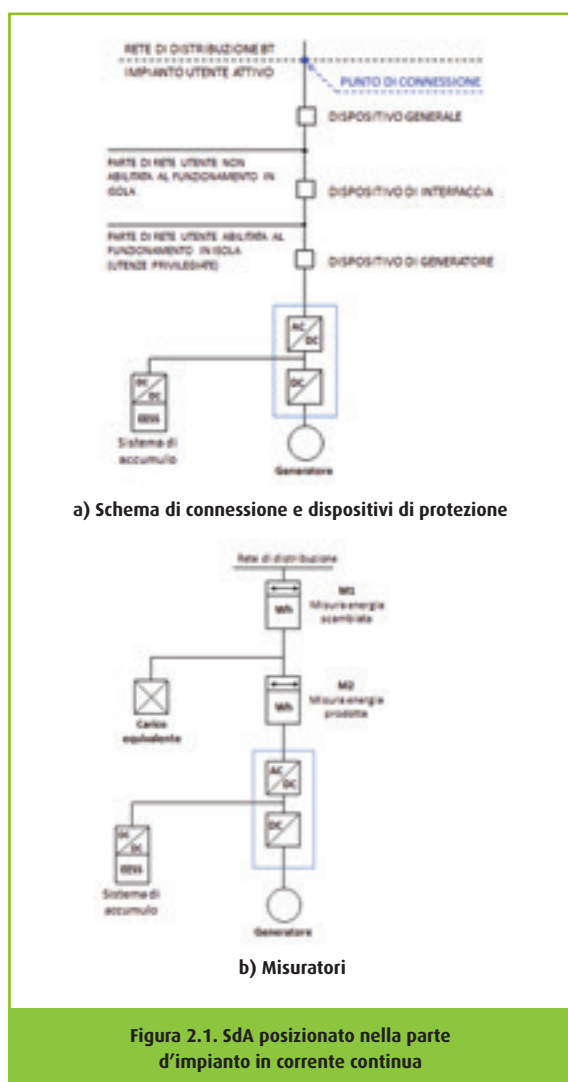 RETE DI DISTRIBUZIONE BT
IMPIANTO UTENTE ATTIVO
PUNTO DI CONNESSIONE
DISPOSITIVO GENERALE
PARTE DI RETE UTENTE NON
ABILITATA AL FUNZIONAMENTO IN
ISOLA
DISPOSITIVO DI INTERFACCIA
PARTE DI RETE UTENTE ABILITATA AL
FUNZIONAMENTO IN ISOLA
(UTENZE PRIVILEGIATE)
DISPOSITIVO DI GENERATORE
AC
DC
DC
DC
DC
EESS
Sistema di
accumulo
Generatore
a) Schema di connessione e dispositivi di protezione
Rete di distribuzione
M1
Misura energia
scambiata
Wh
M2
Misura energia
prodotta
Wh
Carico
equivalente
AC
DC
DC
DC
DC
EESS
Sistema di
accumulo
Generatore
b) Misuratori
Figura 2.1. SdA posizionato nella parte
d'impianto in corrente continua